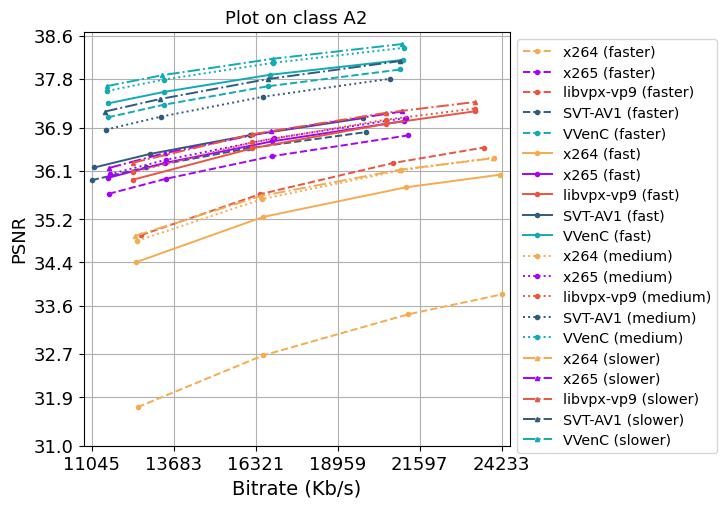 Plot on class A2
38.6
37.8
36.9
36.1
35.2
34.4
33.6
32.7
31.9
31.0
PSNR
11045 13683 16321 18959 21597 24233
Bitrate (Kb/s)
x264 (faster)
x265 (faster)
libvpx-vp9 (faster)
SVT-AV1 (faster)
VVenC (faster)
x264 (fast)
x265 (fast)
libvpx-vp9 (fast)
SVT-AV1 (fast)
VVenC (fast)
x264 (medium)
x265 (medium)
libvpx-vp9 (medium)
SVT-AV1 (medium)
VVenC (medium)
x264 (slower)
x265 (slower)
libvpx-vp9 (slower)
SVT-AV1 (slower)
VVenC (slower)